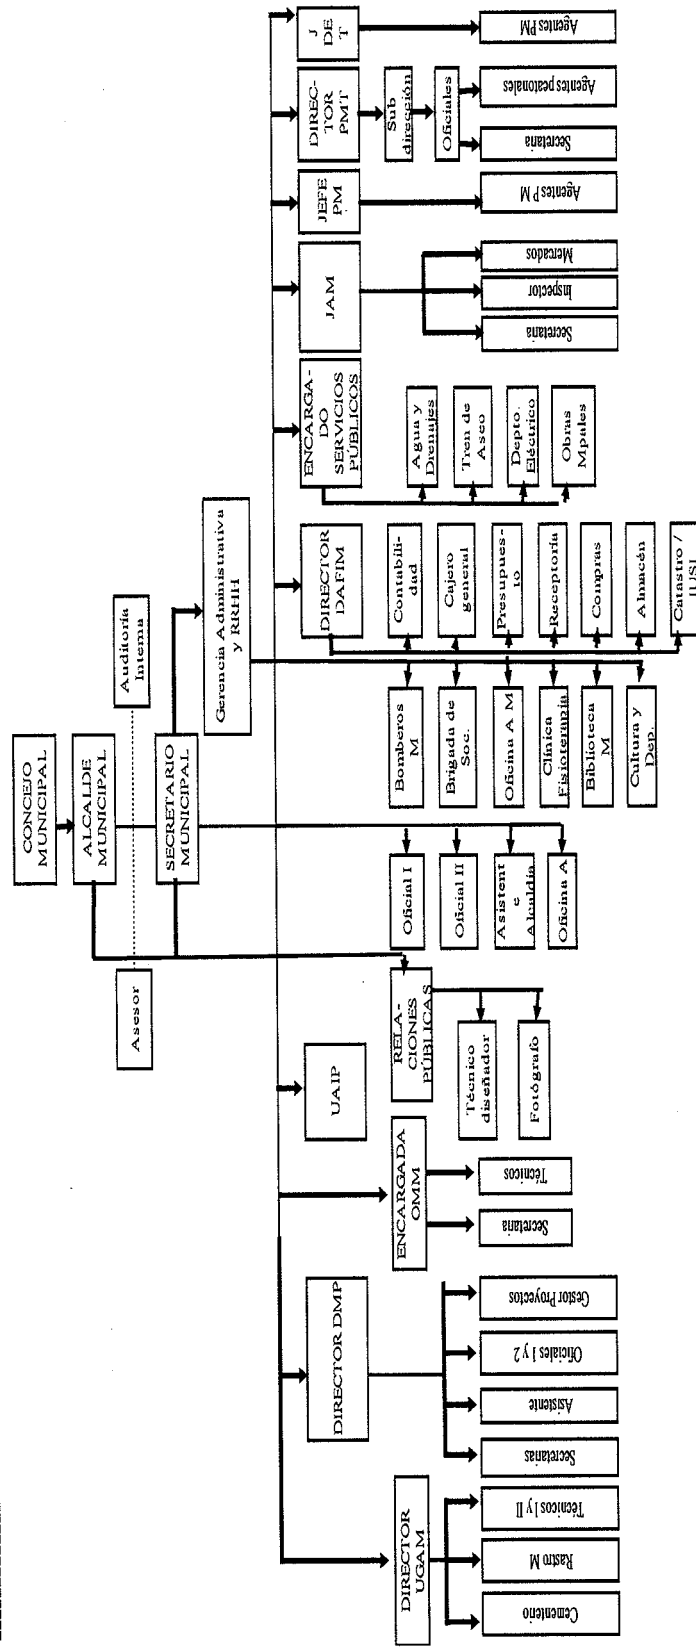 CONCEJO
MUNICIPAL
ALCALDE
MUNICIPAL
Asesor
Auditoría
Interna
SECRETARIO
MUNICIPAL
Gerencia Administrativa
y RRHH
DIRECTOR
UGAM
Cementerio
Rastro M
Técnicos I y II
DIRECTOR DMP
Secretarias
Asistente
Oficiales 1 y 2
Gestor Proyectos
ENCARGADA
OMM
Secretaria
Técnicos
UAIP
RELA-
CIONES
PÚBLICAS
Técnico
diseñador
Fotógrafo
Oficial I
Oficial II
Asistent
e
Alcaldía
Oficina A
Bomberos
M
Brigada de
Soc.
Oficina A M
Clínica
Fisioterapia
Biblioteca
M
Cultura y
Dep.
DIRECTOR
DAFIM
Contabili-
dad
Cajero
general
Presupues-
to
Receptoría
Compras
Almacén
Catastro /
IUSI
ENCARGA-
DO
SERVICIOS
PÚBLICOS
Agua y
Drenajes
Tren de
Aseo
Depto.
Eléctrico
Obras
Mpales
JAM
Secretaria
Inspector
Mercados
JEFE
PM
Agentes PM
DIREC-
TOR
PMT
Sub
dirección
Oficiales
Secretaria
Agentes peatonales
J
DE
T
Agentes PM